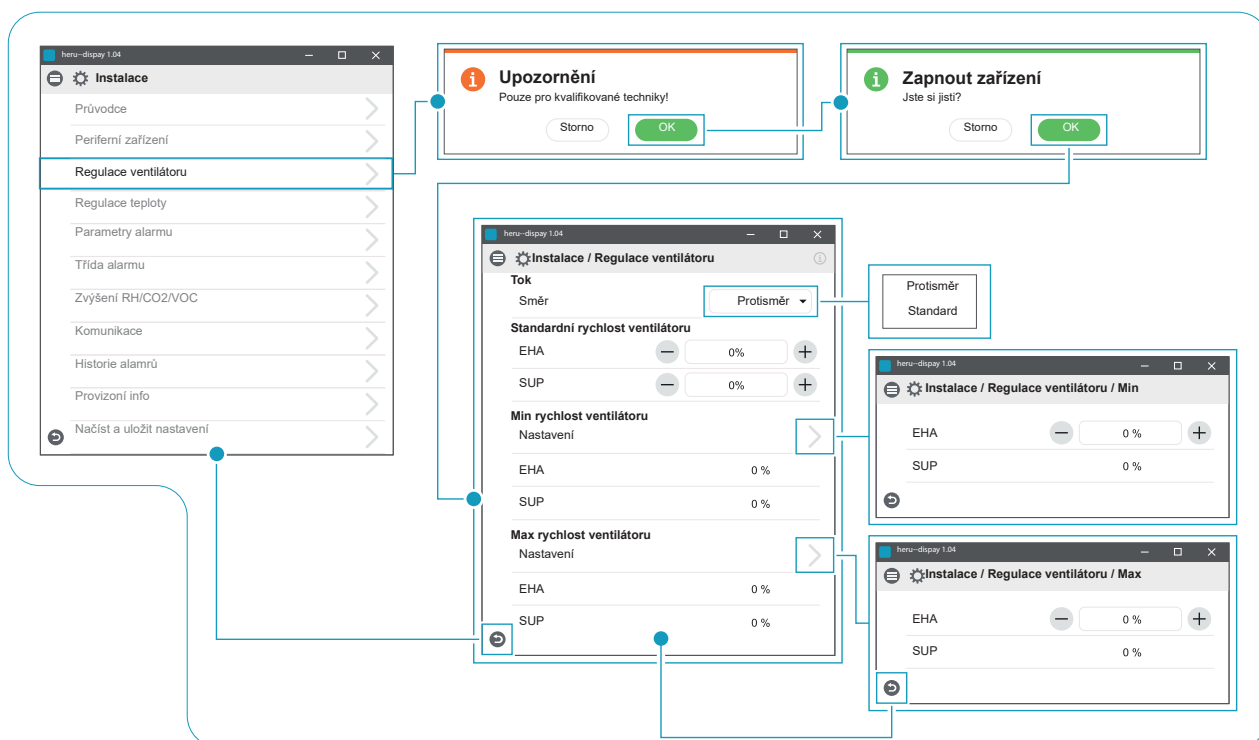 heru--dispay 1.04
Instalace
Průvodce
Periferní zařízení
Regulace ventilátoru
Regulace teploty
Parametry alarmu
Třída alarmu
Zvýšení RH/CO2/VOC
Komunikace
Historie alamrů
Provizoní info
Načíst a uložit nastavení
Upozornění
Pouze pro kvalifikované techniky!
Storno OK
Zapnout zařízení
Jste si jisti?
Storno OK
heru--dispay 1.04
Instalace / Regulace ventilátoru
Tok
Směr Protisměr
Standardní rychlost ventilátoru
EHA 0%
SUP 0%
Min rychlost ventilátoru
Nastavení
EHA 0 %
SUP 0 %
Max rychlost ventilátoru
Nastavení
EHA 0 %
SUP 0 %
Protisměr
Standard
heru--dispay 1.04
Instalace / Regulace ventilátoru / Min
EHA 0 %
SUP 0 %
heru--dispay 1.04
Instalace / Regulace ventilátoru / Max
EHA 0 %
SUP 0 %